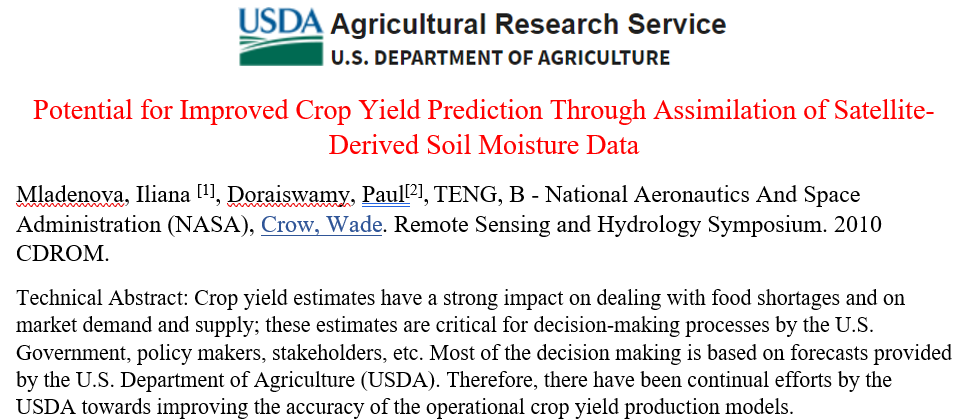 USDA Agricultural Research Service
U.S. DEPARTMENT OF AGRICULTURE
Potential for Improved Crop Yield Prediction Through Assimilation of Satellite-
Derived Soil Moisture Data
Mladenova, Iliana [1], Doraiswamy, Paul[2], TENG, B - National Aeronautics And Space
Administration (NASA), Crow, Wade. Remote Sensing and Hydrology Symposium. 2010
CDROM.
Technical Abstract: Crop yield estimates have a strong impact on dealing with food shortages and on
market demand and supply; these estimates are critical for decision-making processes by the U.S.
Government, policy makers, stakeholders, etc. Most of the decision making is based on forecasts provided
by the U.S. Department of Agriculture (USDA). Therefore, there have been continual efforts by the
USDA towards improving the accuracy of the operational crop yield production models.